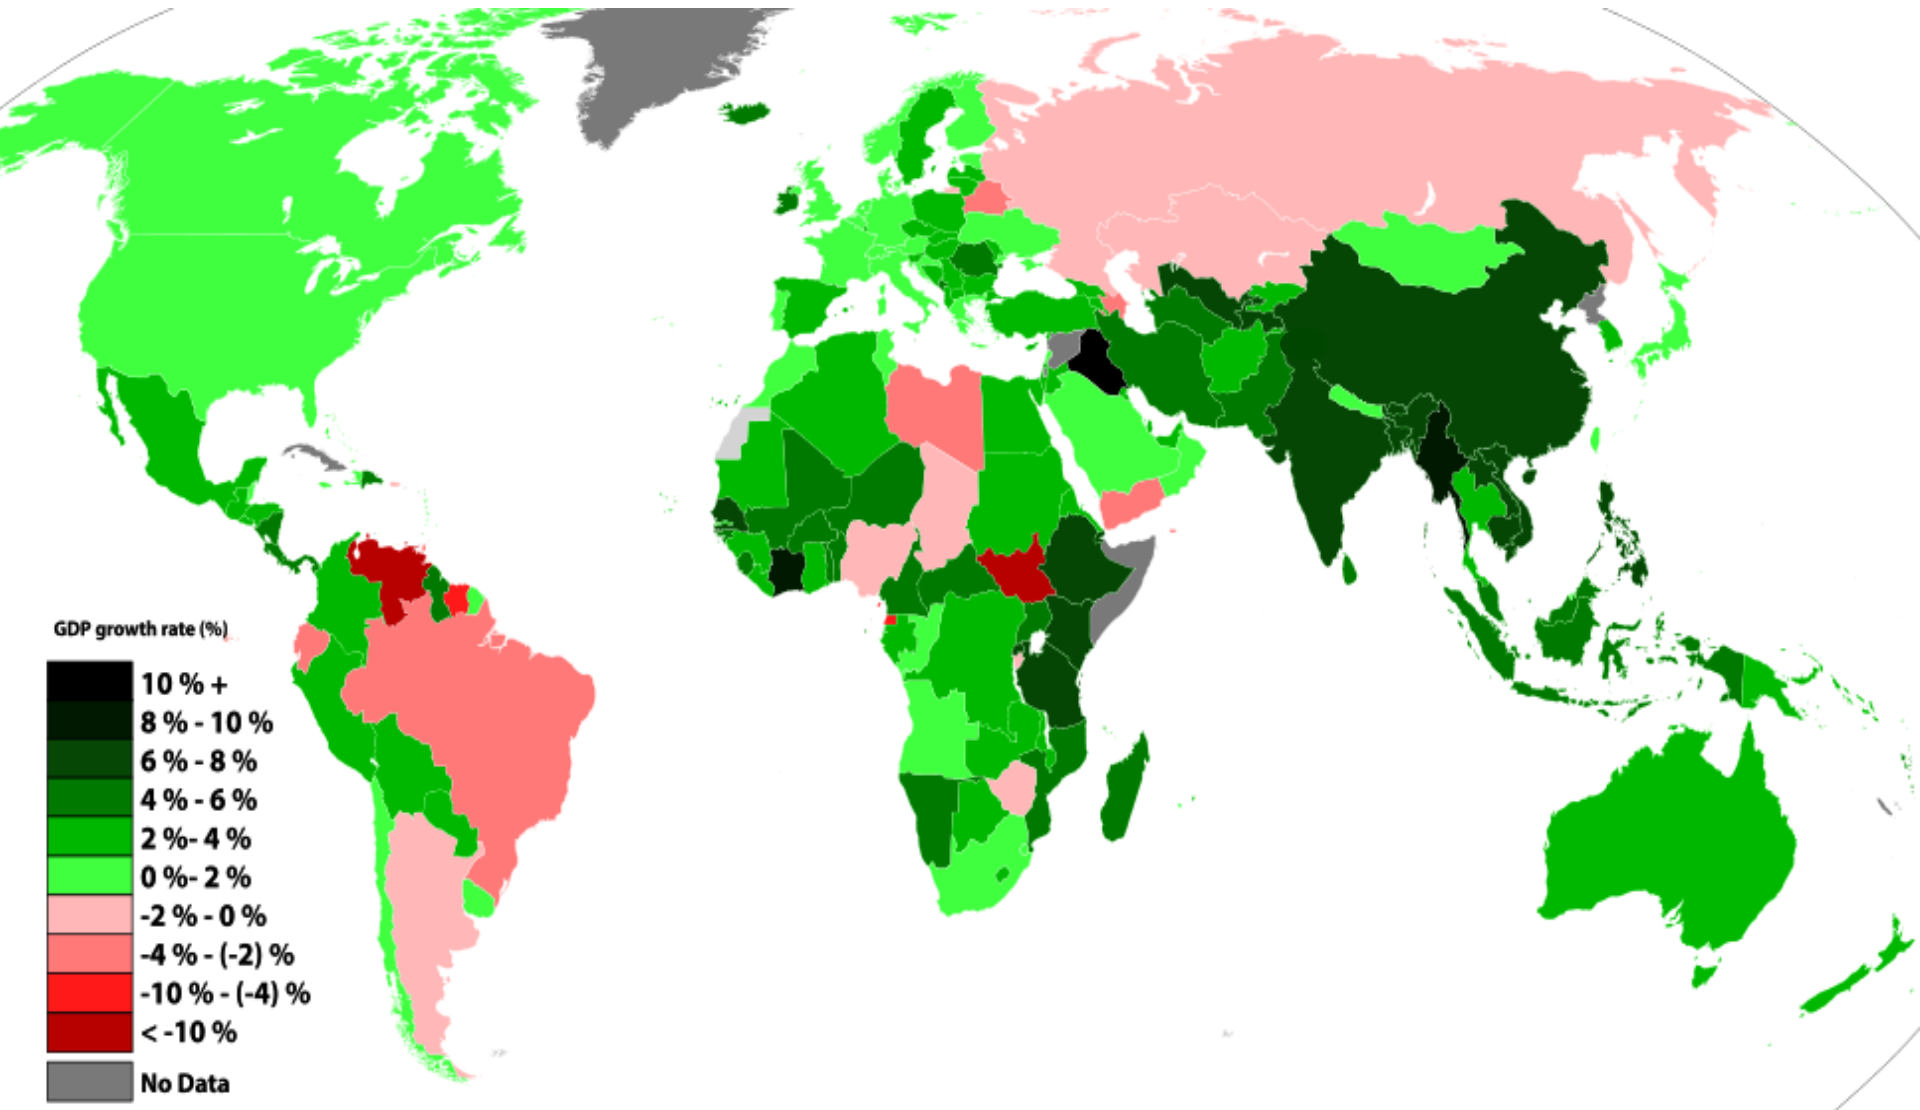 GDP growth rate (%)
10 % +
8 % - 10 %
6 % - 8 %
4 % - 6 %
2 %- 4 %
0 %- 2 %
-2 % - 0 %
-4 % - (-2) %
-10 % - (-4) %
< -10 %
No Data